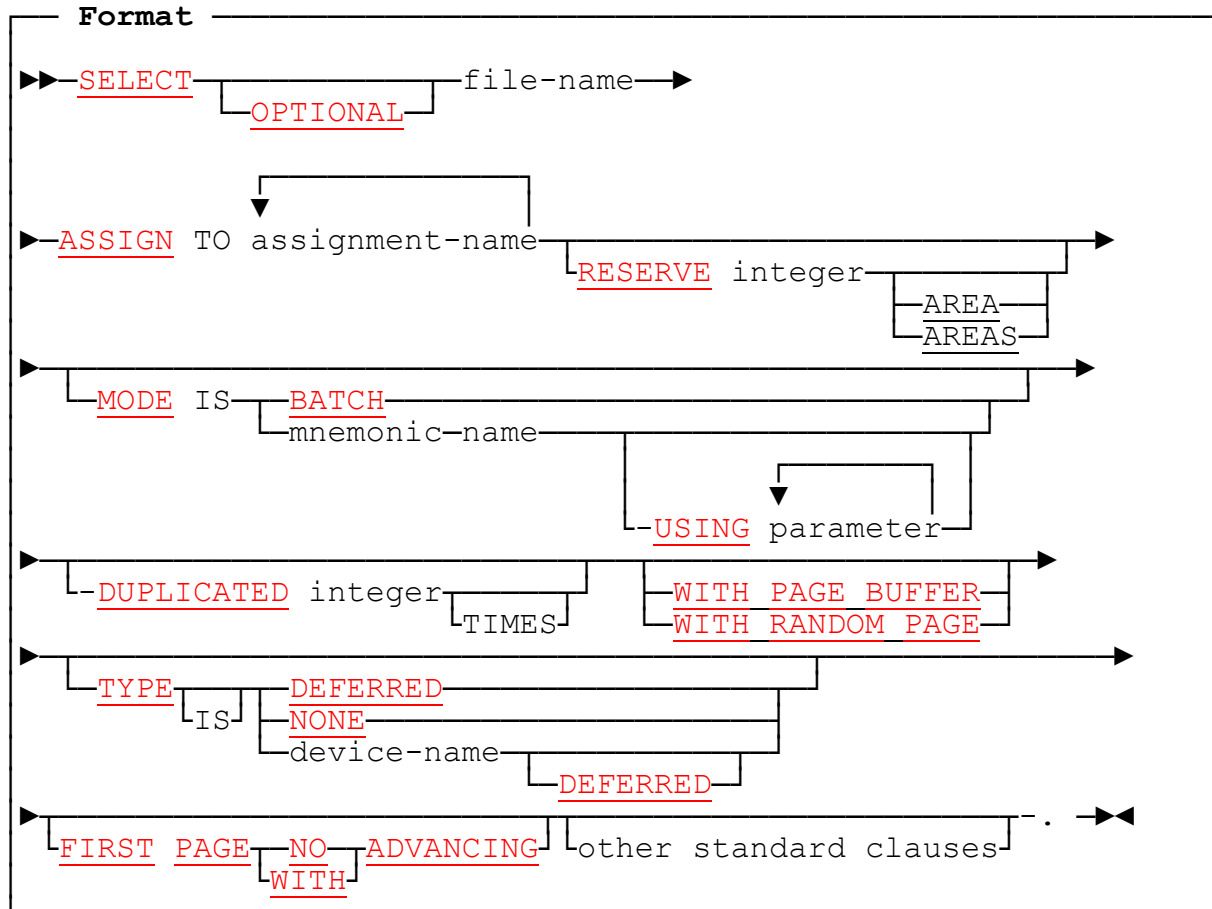 Format
SELECT file-name
OPTIONAL
ASSIGN TO assignment-name
RESERVE integer
AREA
AREAS
MODE IS BATCH
mnemonic-name
-USING parameter
-DUPLICATED integer WITH PAGE BUFFER
TIMES WITH RANDOM PAGE
TYPE DEFERRED
IS NONE
device-name
DEFERRED
-.
FIRST PAGE NO ADVANCING other standard clauses
WITH